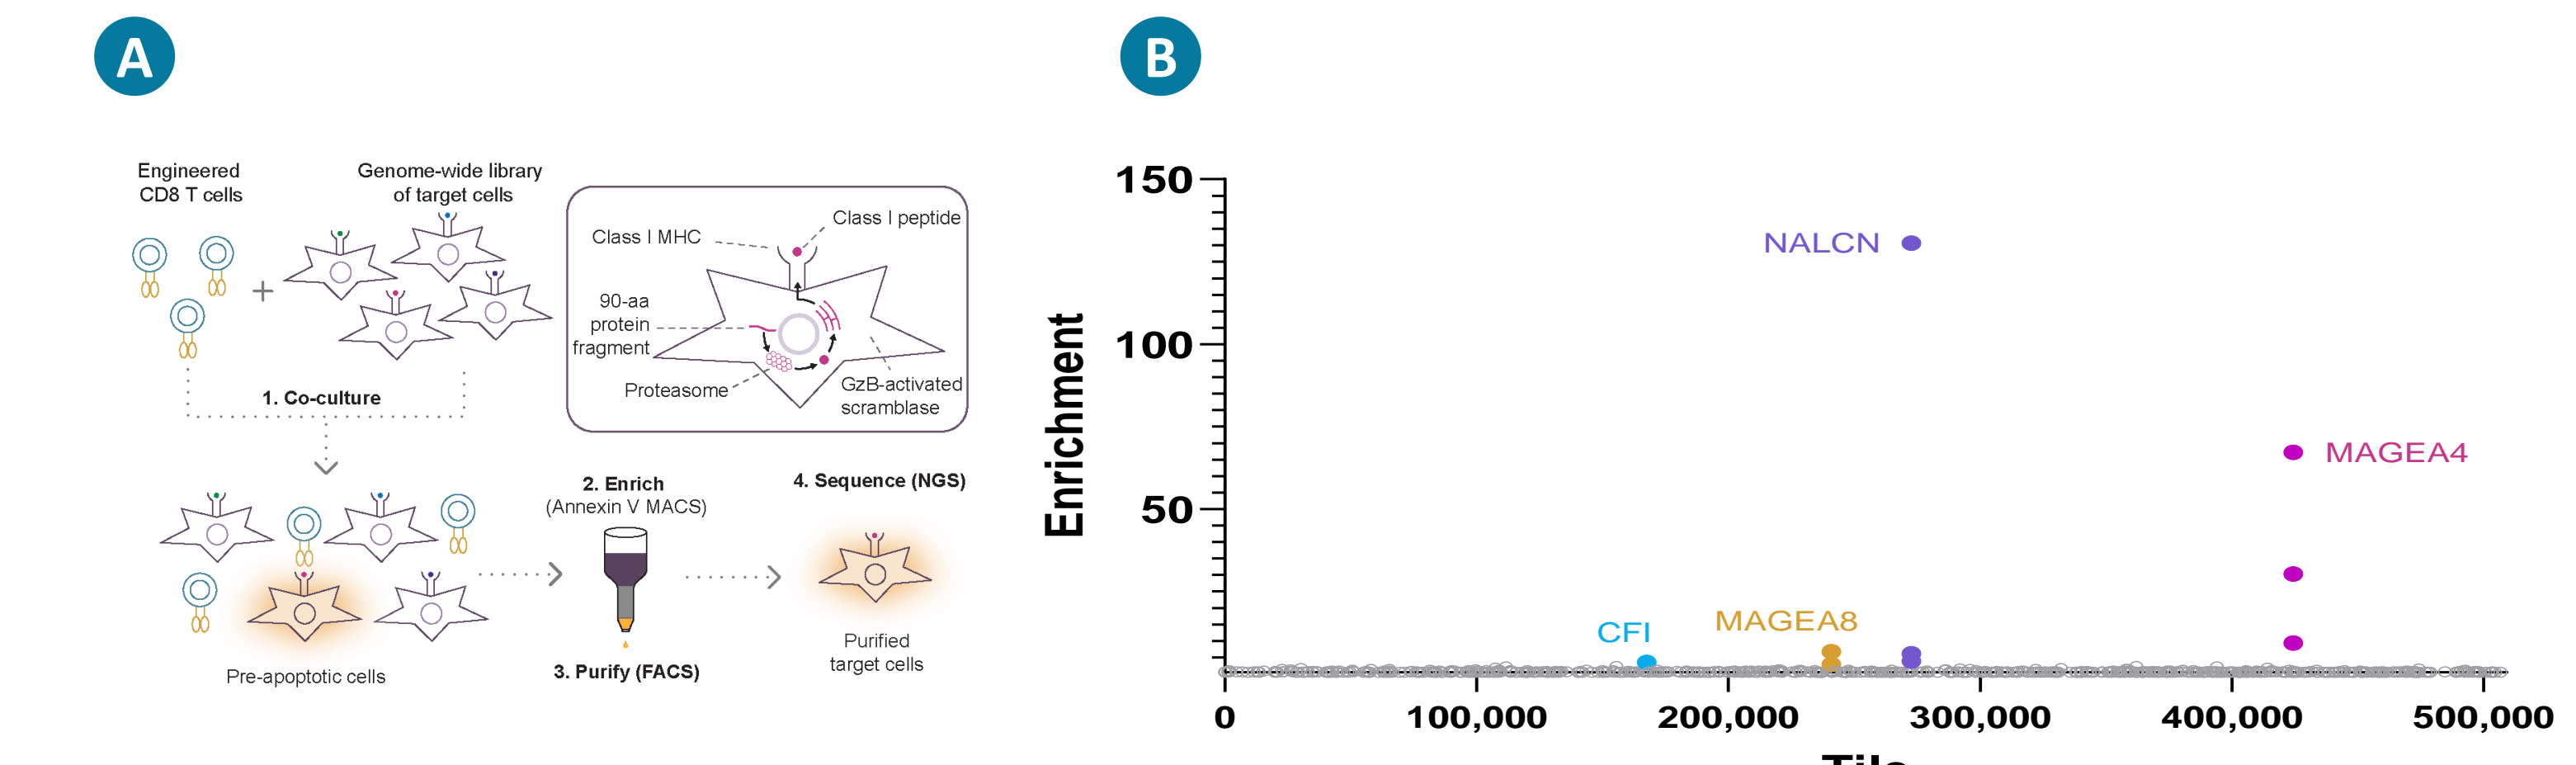 A
Engineered
CD8 T cells
Genome-wide library
of target cells
+
Class I MHC
Class I peptide
90-aa
protein
fragment
Proteasome
GzB-activated
scramblase
1. Co-culture
Pre-apoptotic cells
2. Enrich
(Annexin V MACS)
3. Purify (FACS)
4. Sequence (NGS)
Purified
target cells
B
Enrichment
150
100
50
NALCN
MAGEA4
MAGEA8
CFI
0
100,000
200,000
300,000
400,000
500,000